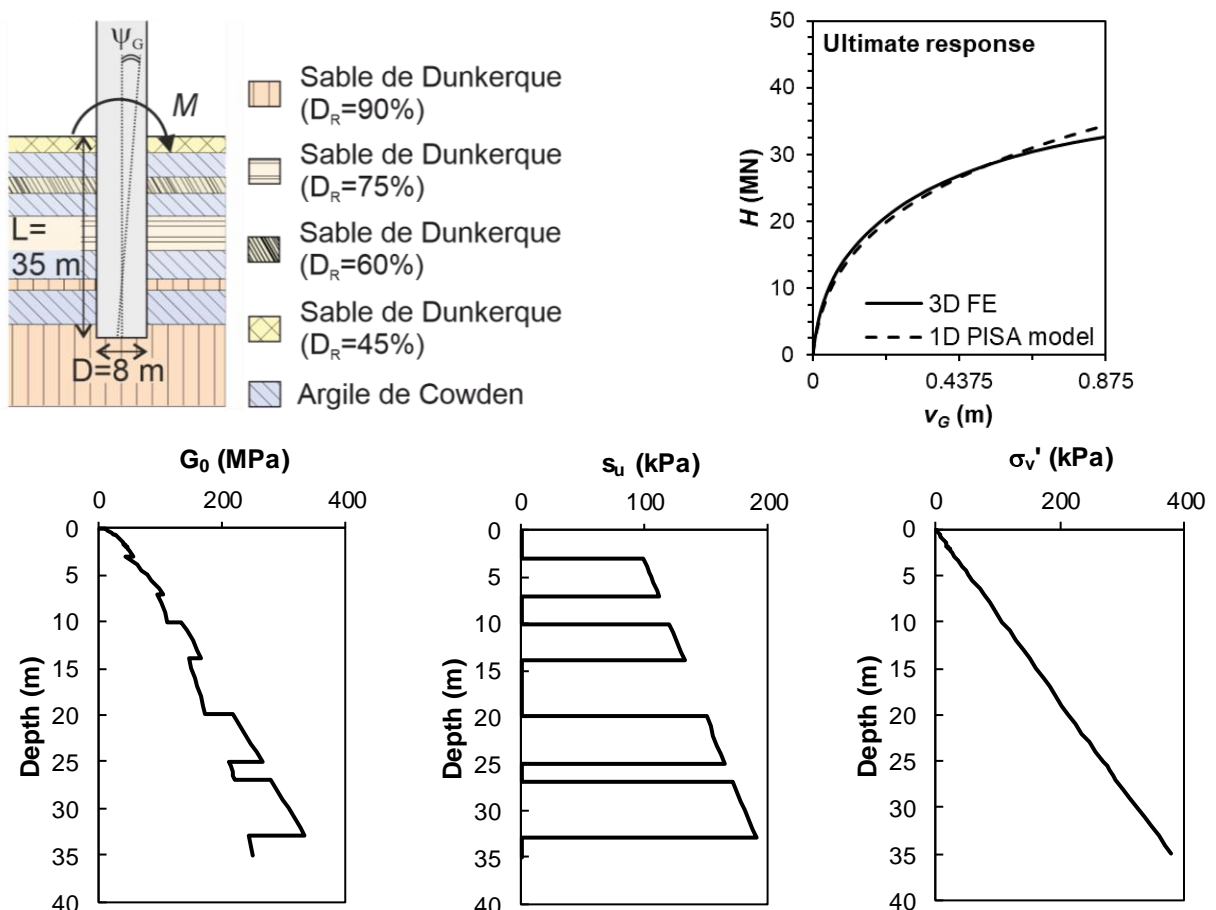 ψG
M
L=
35 m
D=8 m
Sable de Dunkerque
(DR=90%)
Sable de Dunkerque
(DR=75%)
Sable de Dunkerque
(DR=60%)
Sable de Dunkerque
(DR=45%)
Argile de Cowden
Ultimate response
H (MN)
50
40
30
20
10
0
3D FE
1D PISA model
0 0.4375 0.875
vG (m)
G0 (MPa)
0 200 400
Depth (m)
0
5
10
15
20
25
30
35
40
su (kPa)
0 100 200
Depth (m)
0
5
10
15
20
25
30
35
40
σv' (kPa)
0 200 400
Depth (m)
0
5
10
15
20
25
30
35
40